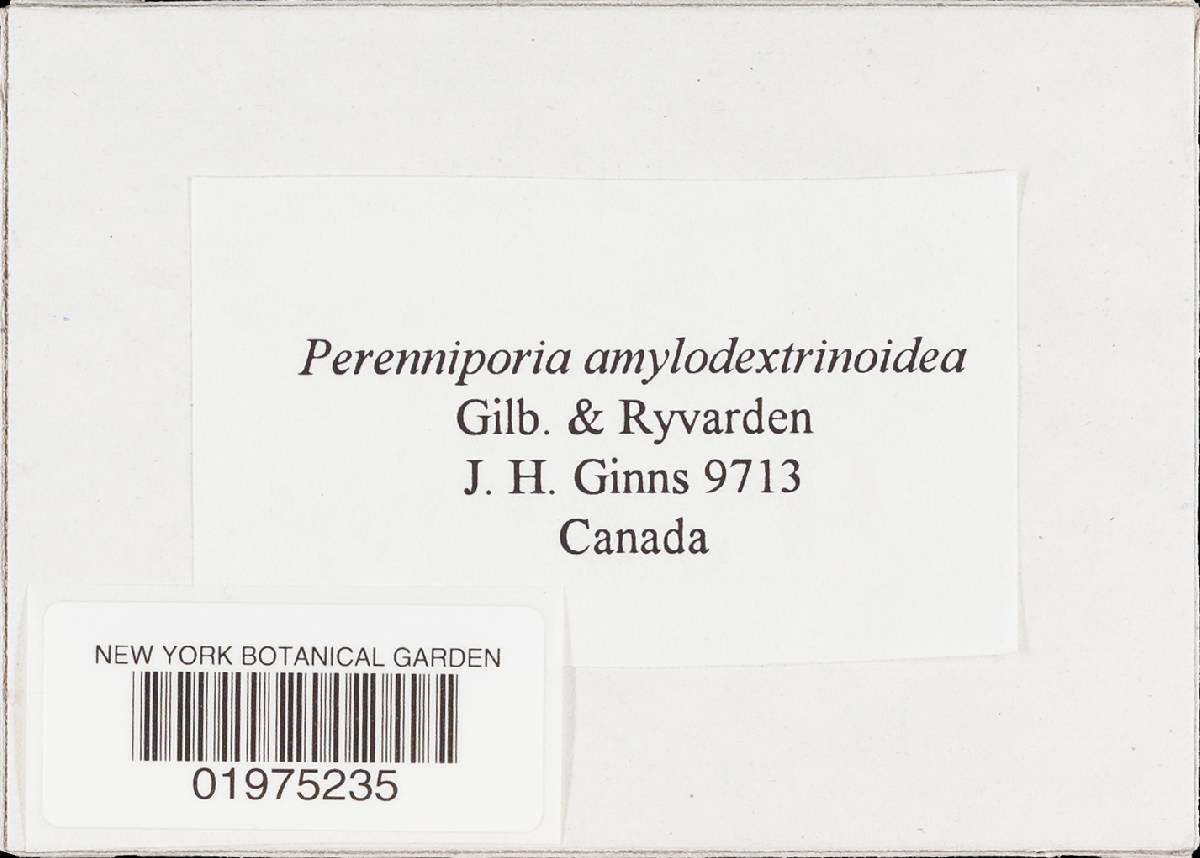 Perenniporia amylodextrinoidea
Gilb. & Ryvarden
J. H. Ginns 9713
Canada
NEW YORK BOTANICAL GARDEN
01975235